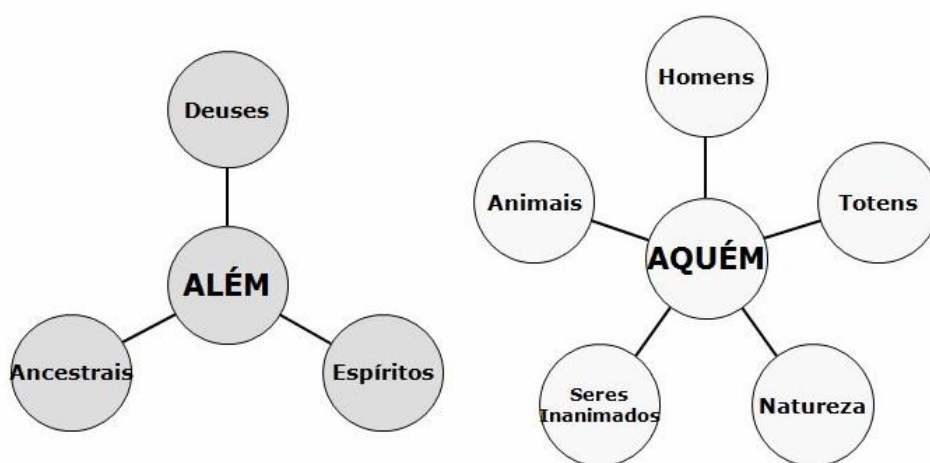 Deuses
ALÉM
Ancestrais
Espíritos
Homens
Animais
Totens
AQUÉM
Seres
Inanimados
Natureza